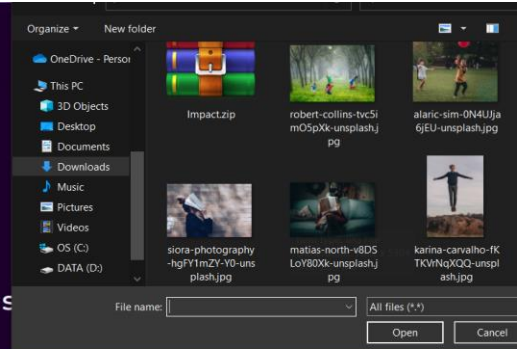 Organize
New folder
OneDrive - Person
This PC
3D Objects
Desktop
Documents
Downloads
Music
Pictures
Videos
OS (C:)
DATA (D:)
Impact.zip
robert-collins-tvc5i
mO5pXk-unsplash.j
pg
alaric-sim-0N4UJja
6jEU-unsplash.jpg
siora-photography
-hgFY1mZY-Y0-uns
plash.jpg
matias-north-v8DS
LoY80Xk-unsplash.j
pg
karina-carvalho-fK
TKVrNqXQQ-unspl
ash.jpg
S
File name:
All files (*.*)
Open
Cancel